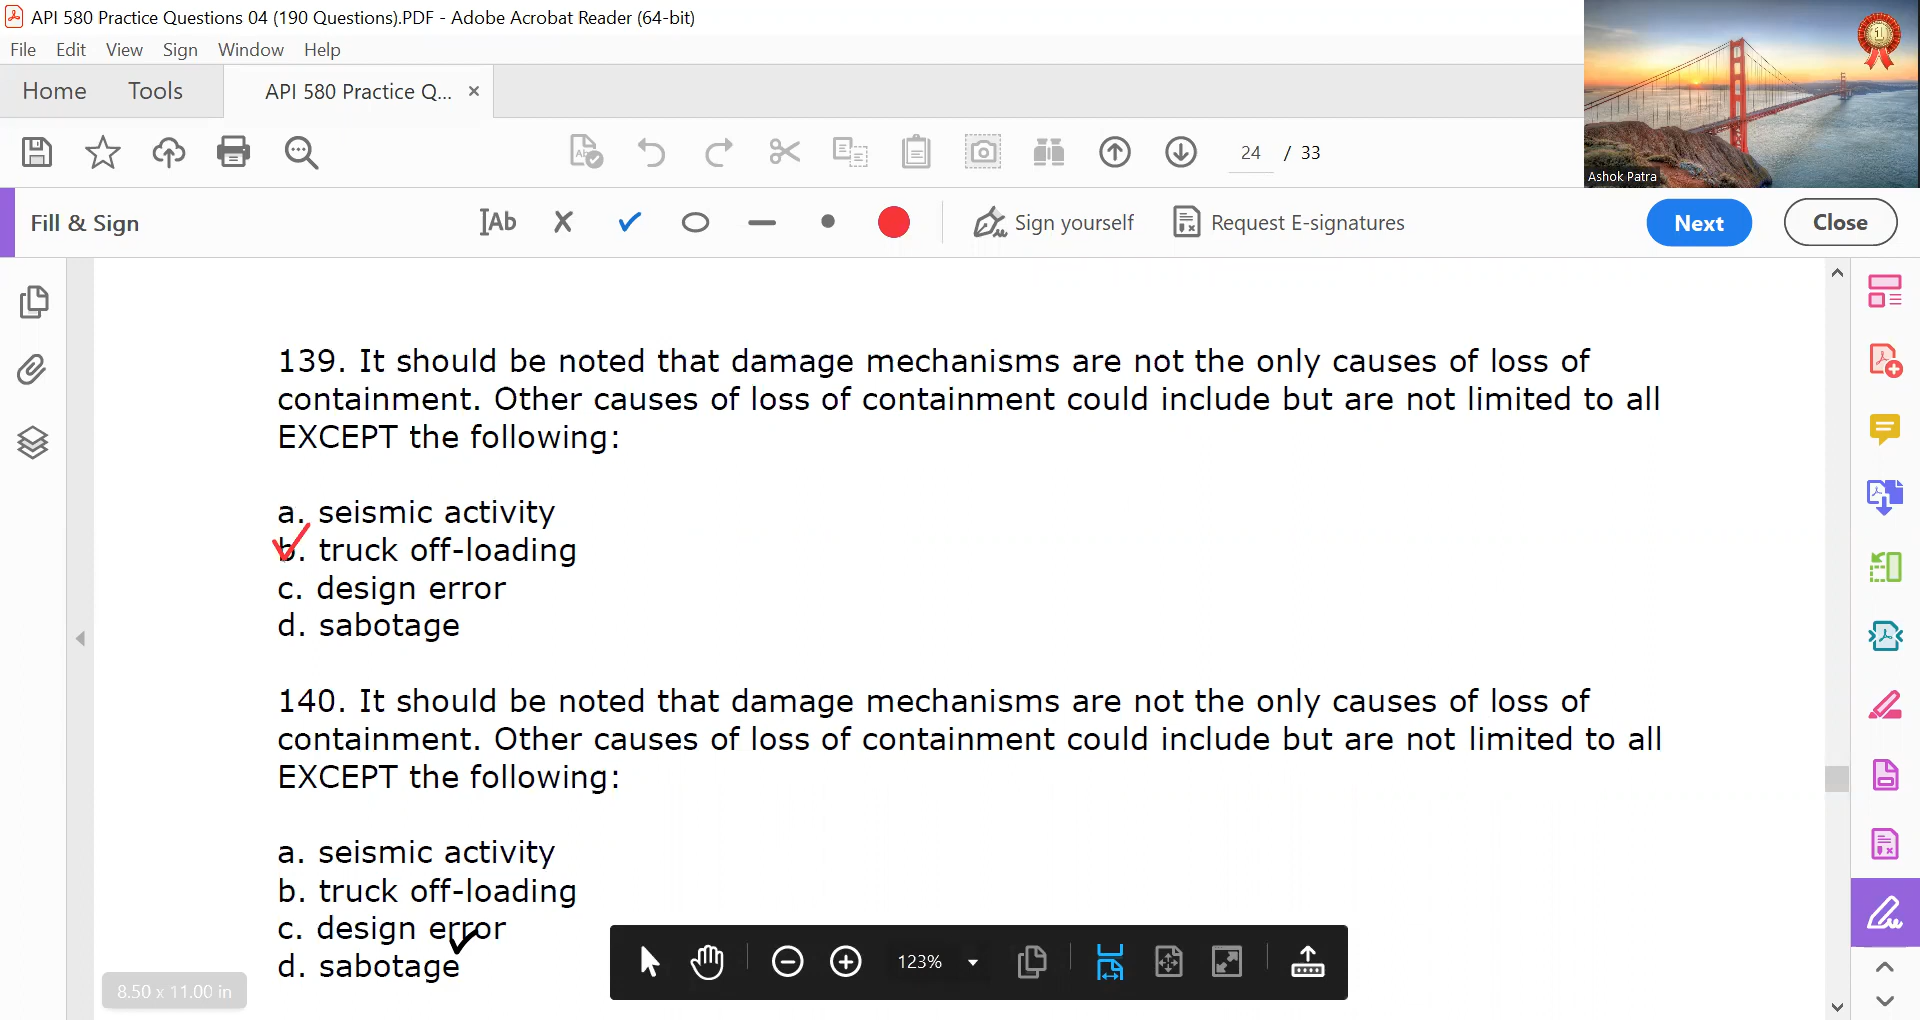 API 580 Practice Questions 04 (190 Questions).PDF - Adobe Acrobat Reader (64-bit)
File Edit View Sign Window Help
Home Tools API 580 Practice Q... ×
24 / 33
Ashok Patra
Fill & Sign
Ab
Sign yourself
Request E-signatures
Next
Close
139. It should be noted that damage mechanisms are not the only causes of loss of
containment. Other causes of loss of containment could include but are not limited to all
EXCEPT the following:
a. seismic activity
b. truck off-loading
c. design error
d. sabotage
140. It should be noted that damage mechanisms are not the only causes of loss of
containment. Other causes of loss of containment could include but are not limited to all
EXCEPT the following:
a. seismic activity
b. truck off-loading
c. design error
d. sabotage
123%
8.50 x 11.00 in